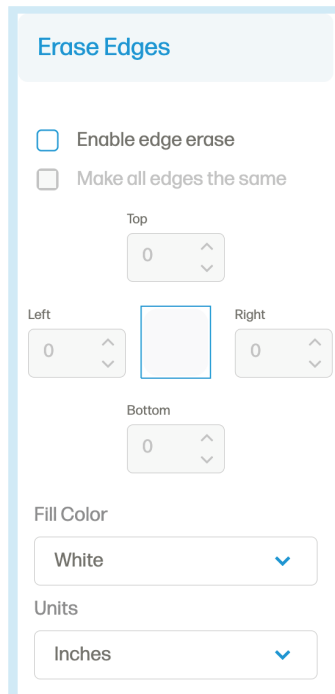 Erase Edges
Enable edge erase
Make all edges the same
Top
0
Left
Right
0
0
Bottom
0
Fill Color
White
Units
Inches